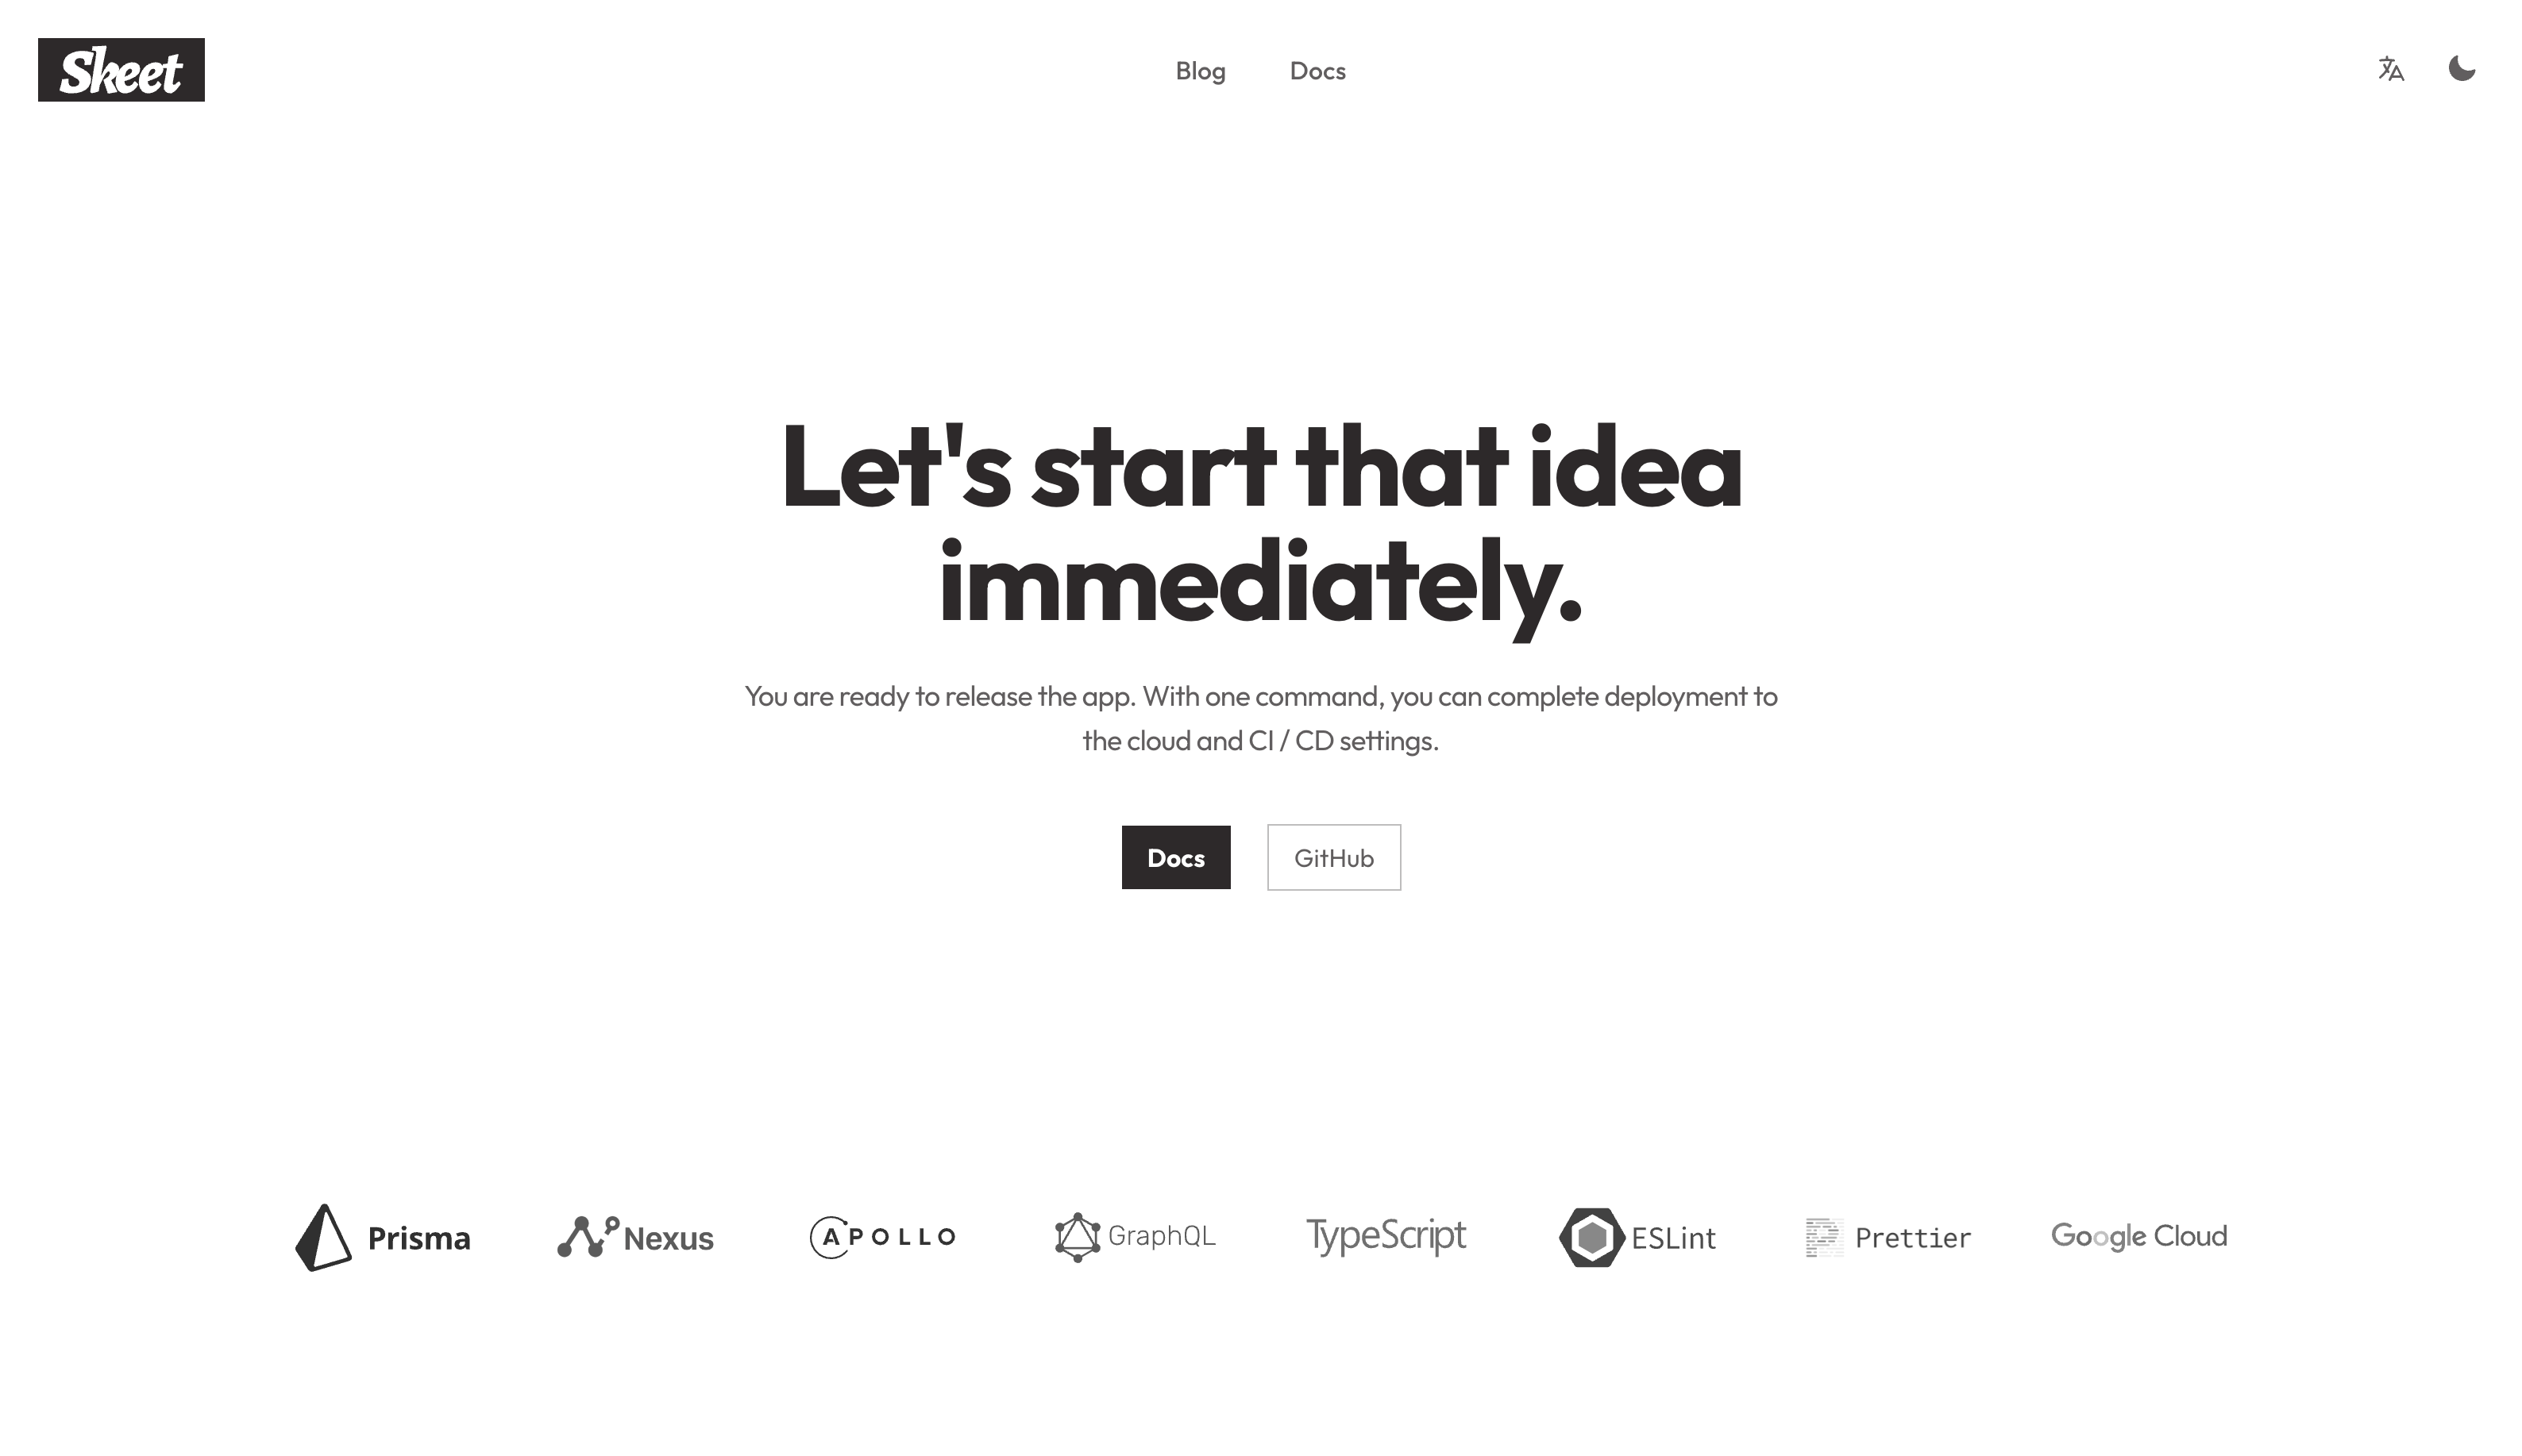 Skeet
Blog
Docs
Let's start that idea
immediately.
You are ready to release the app. With one command, you can complete deployment to
the cloud and CI / CD settings.
Docs
GitHub
Prisma
Nexus
APOLLO
GraphQL
TypeScript
ESLint
Prettier
Google Cloud